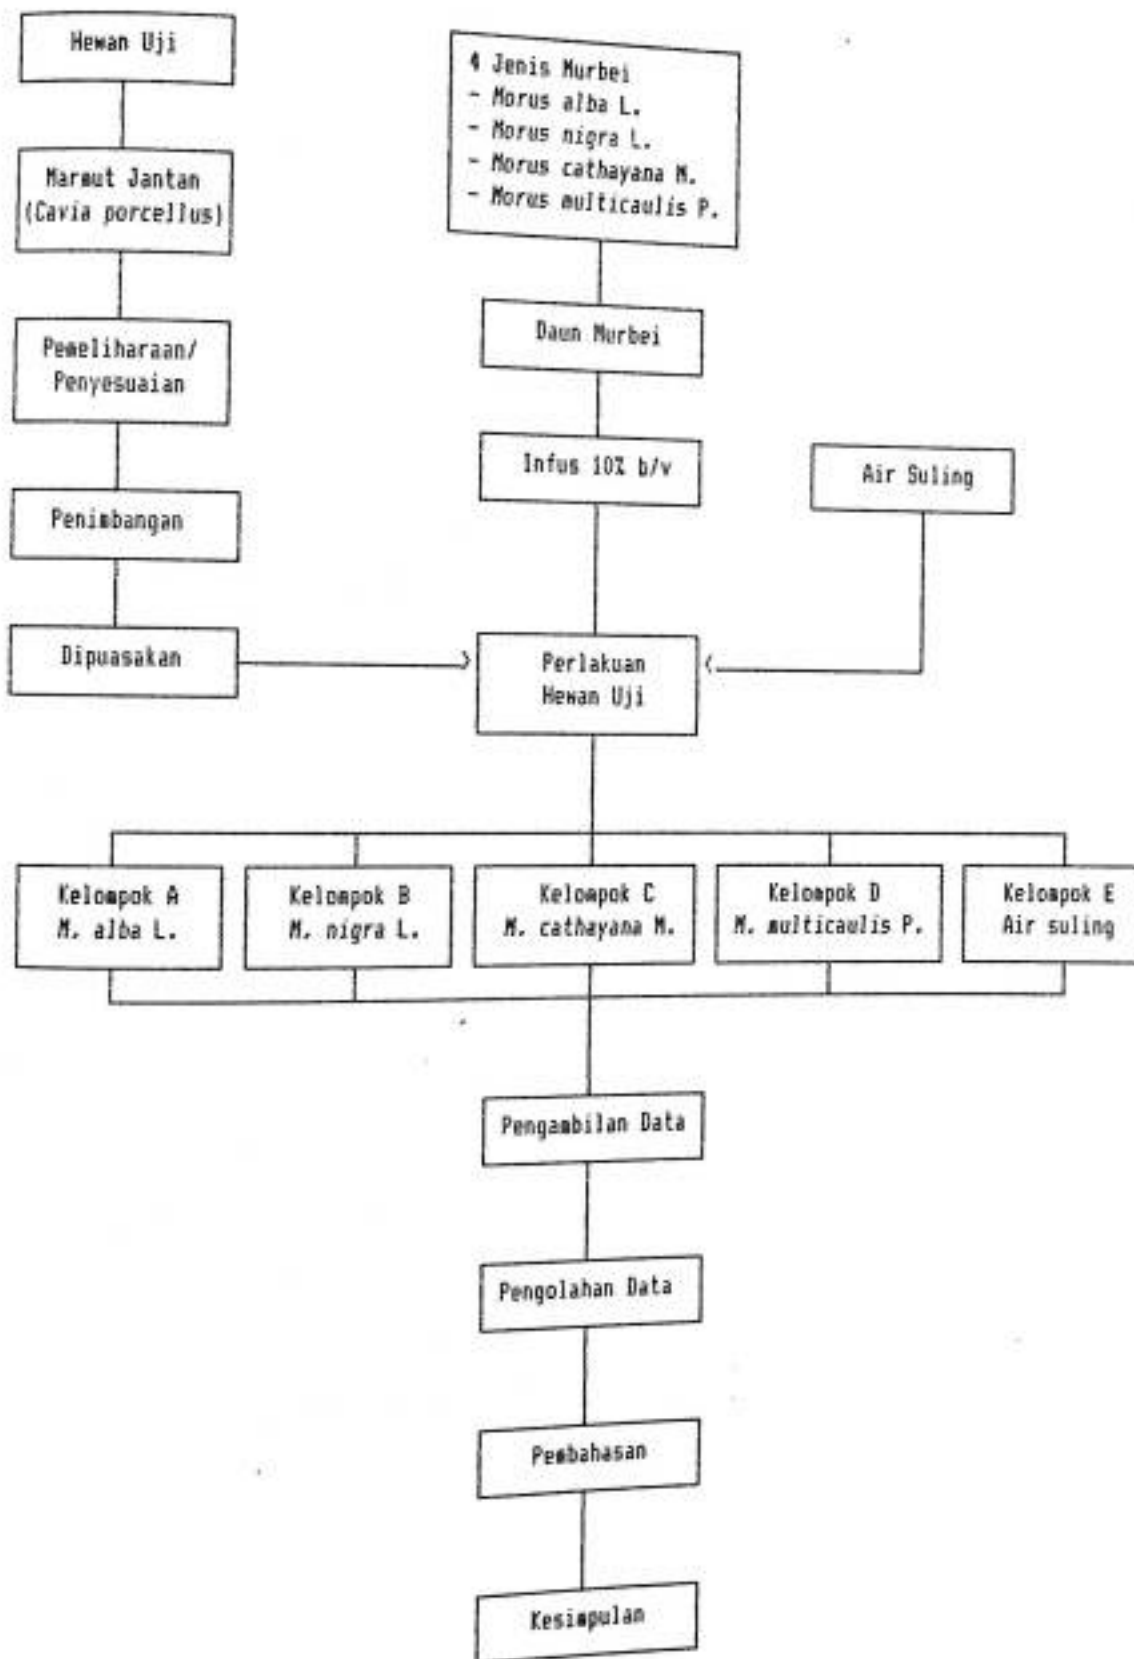 Hewan Uji
Marmut Jantan
(Cavia porcellus)
Pemeliharaan/
Penyesuaian
Penimbangan
Dipuasakan
4 Jenis Murbei
- Morus alba L.
- Morus nigra L.
- Morus cathayana M.
- Morus multicaulis P.
Daun Murbei
Infus 10% b/v
Air Suling
Perlakuan
Hewan Uji
Kelompok A
M. alba L.
Kelompok B
M. nigra L.
Kelompok C
M. cathayana M.
Kelompok D
M. multicaulis P.
Kelompok E
Air suling
Pengambilan Data
Pengolahan Data
Pembahasan
Kesimpulan